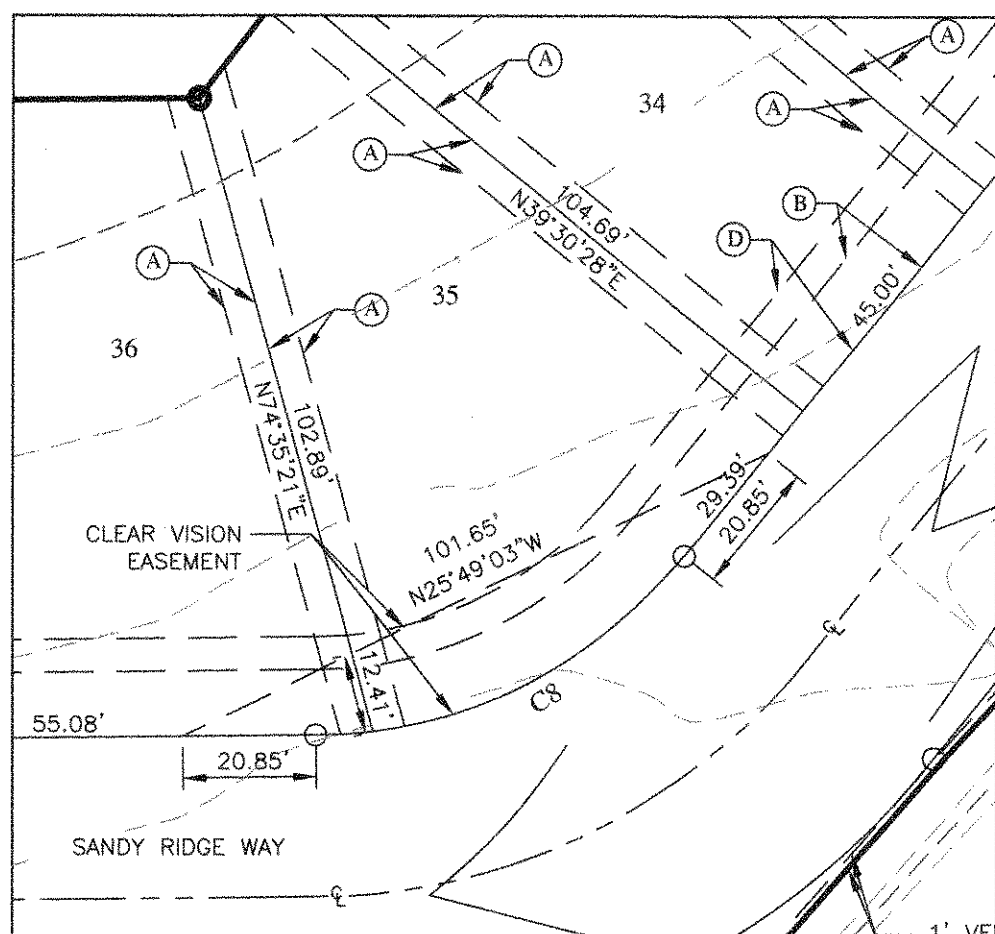 A
A
34
A
A
104.69'
N39°30'28"E
B
D
A
35
A
45.00'
36
N74°35'21"E
102.89'
CLEAR VISION
EASEMENT
101.65'
N25°49'03"W
29.39'
20.85'
℄
12.41'
C8
55.08'
20.85'
SANDY RIDGE WAY
℄
1' VE